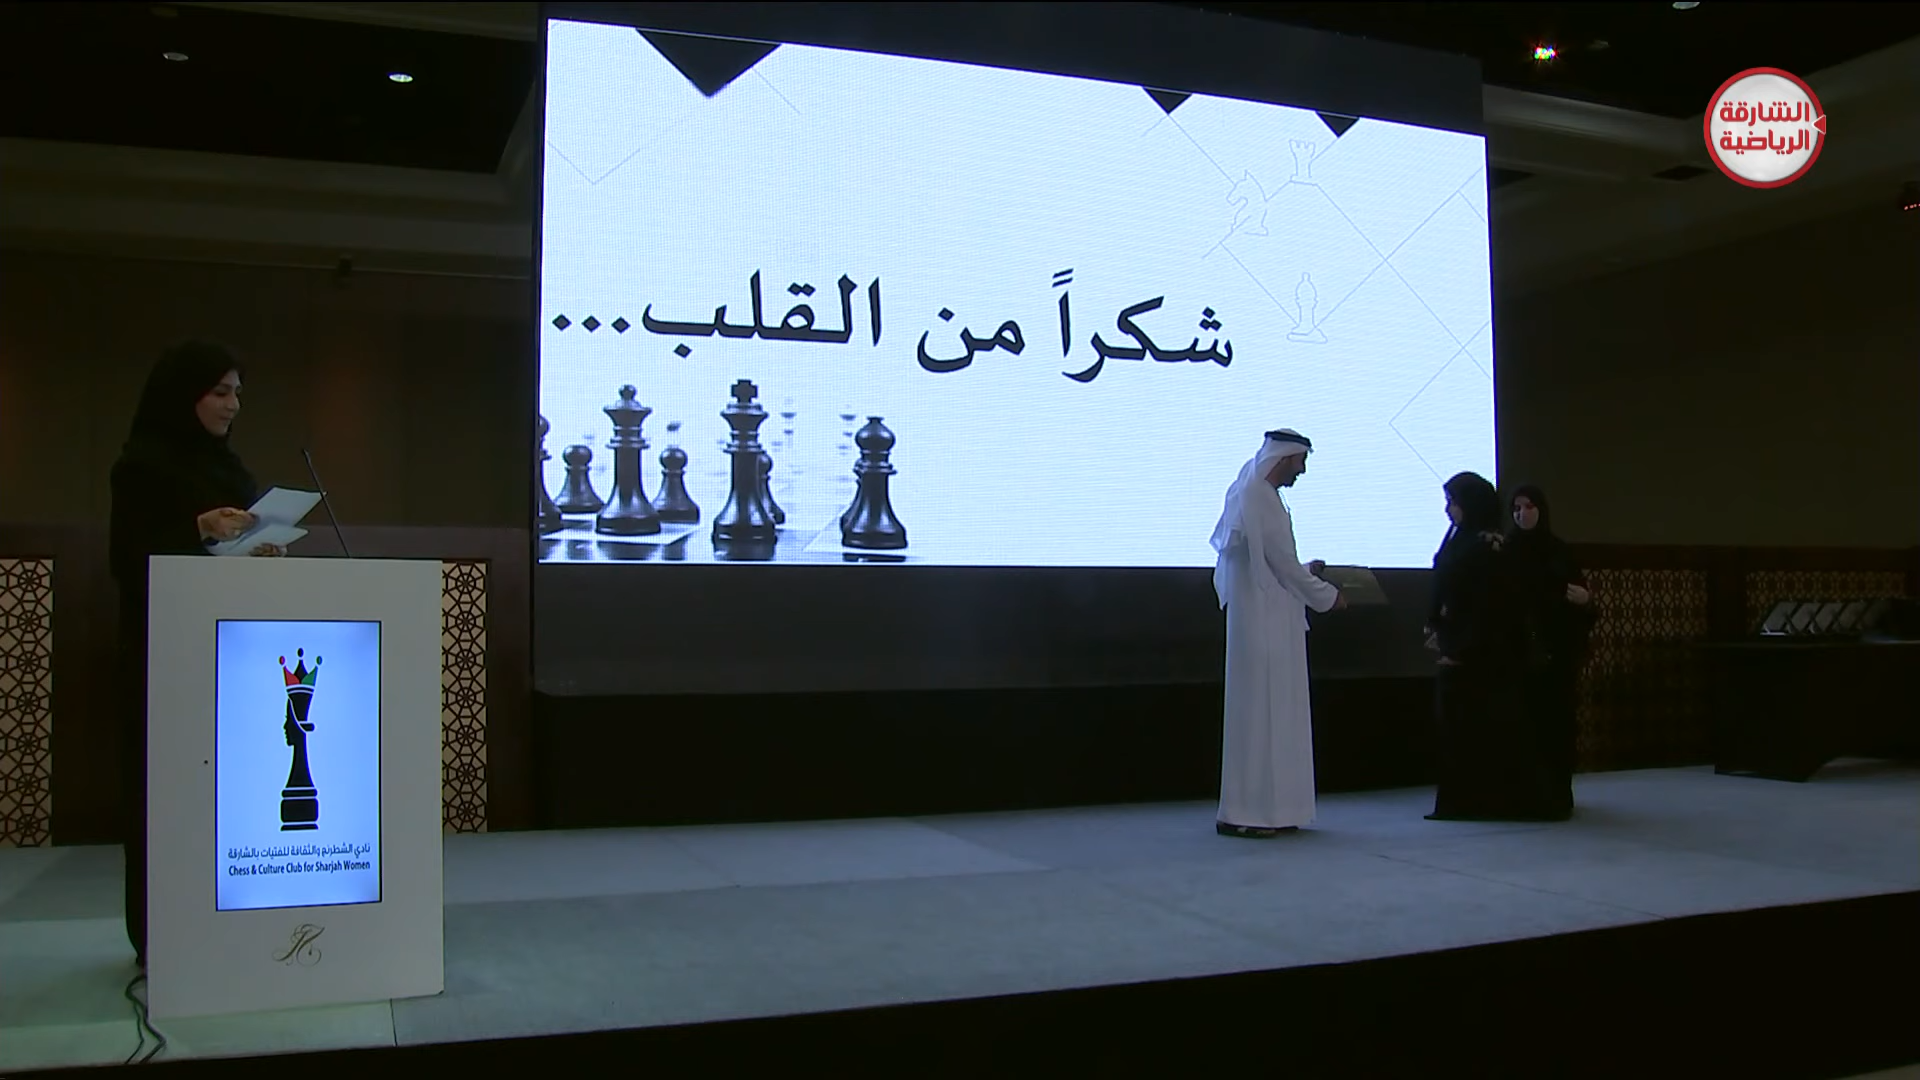 الشارقة
الرياضية
شكراً من القلب...
نادي الشطرنج والثقافة للفتيات بالشارقة
Chess & Culture Club for Sharjah Women